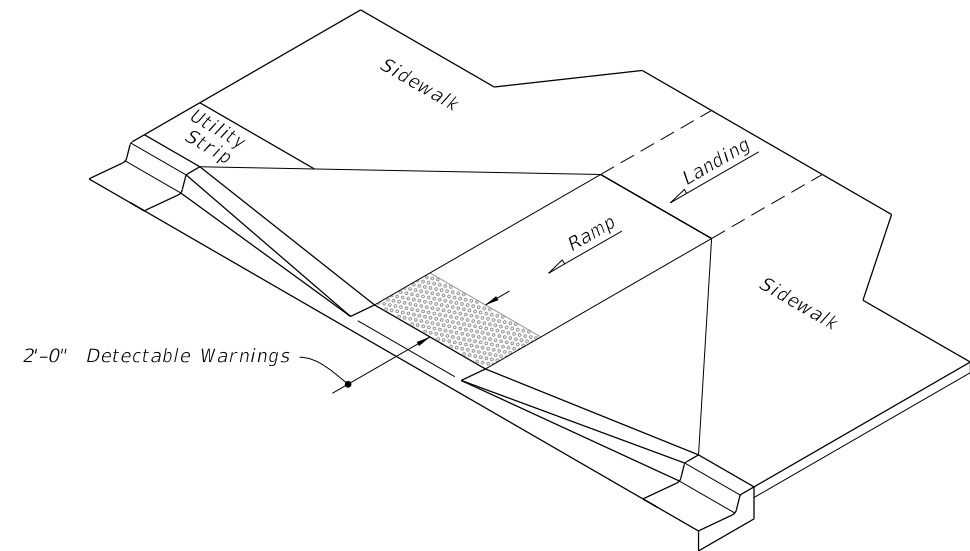 Sidewalk
Utility
Strip
Landing
Ramp
Sidewalk
2'-0" Detectable Warnings